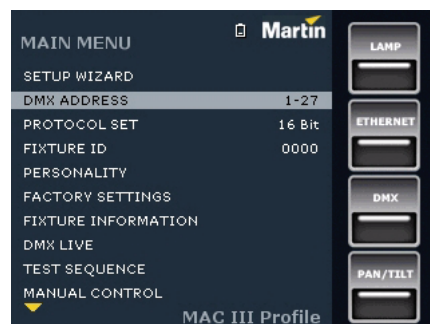 MAIN MENU
Martin
SETUP WIZARD
DMX ADDRESS 1-27
PROTOCOL SET 16 Bit
FIXTURE ID 0000
PERSONALITY
FACTORY SETTINGS
FIXTURE INFORMATION
DMX LIVE
TEST SEQUENCE
MANUAL CONTROL
MAC III Profile
LAMP
ETHERNET
DMX
PAN/TILT